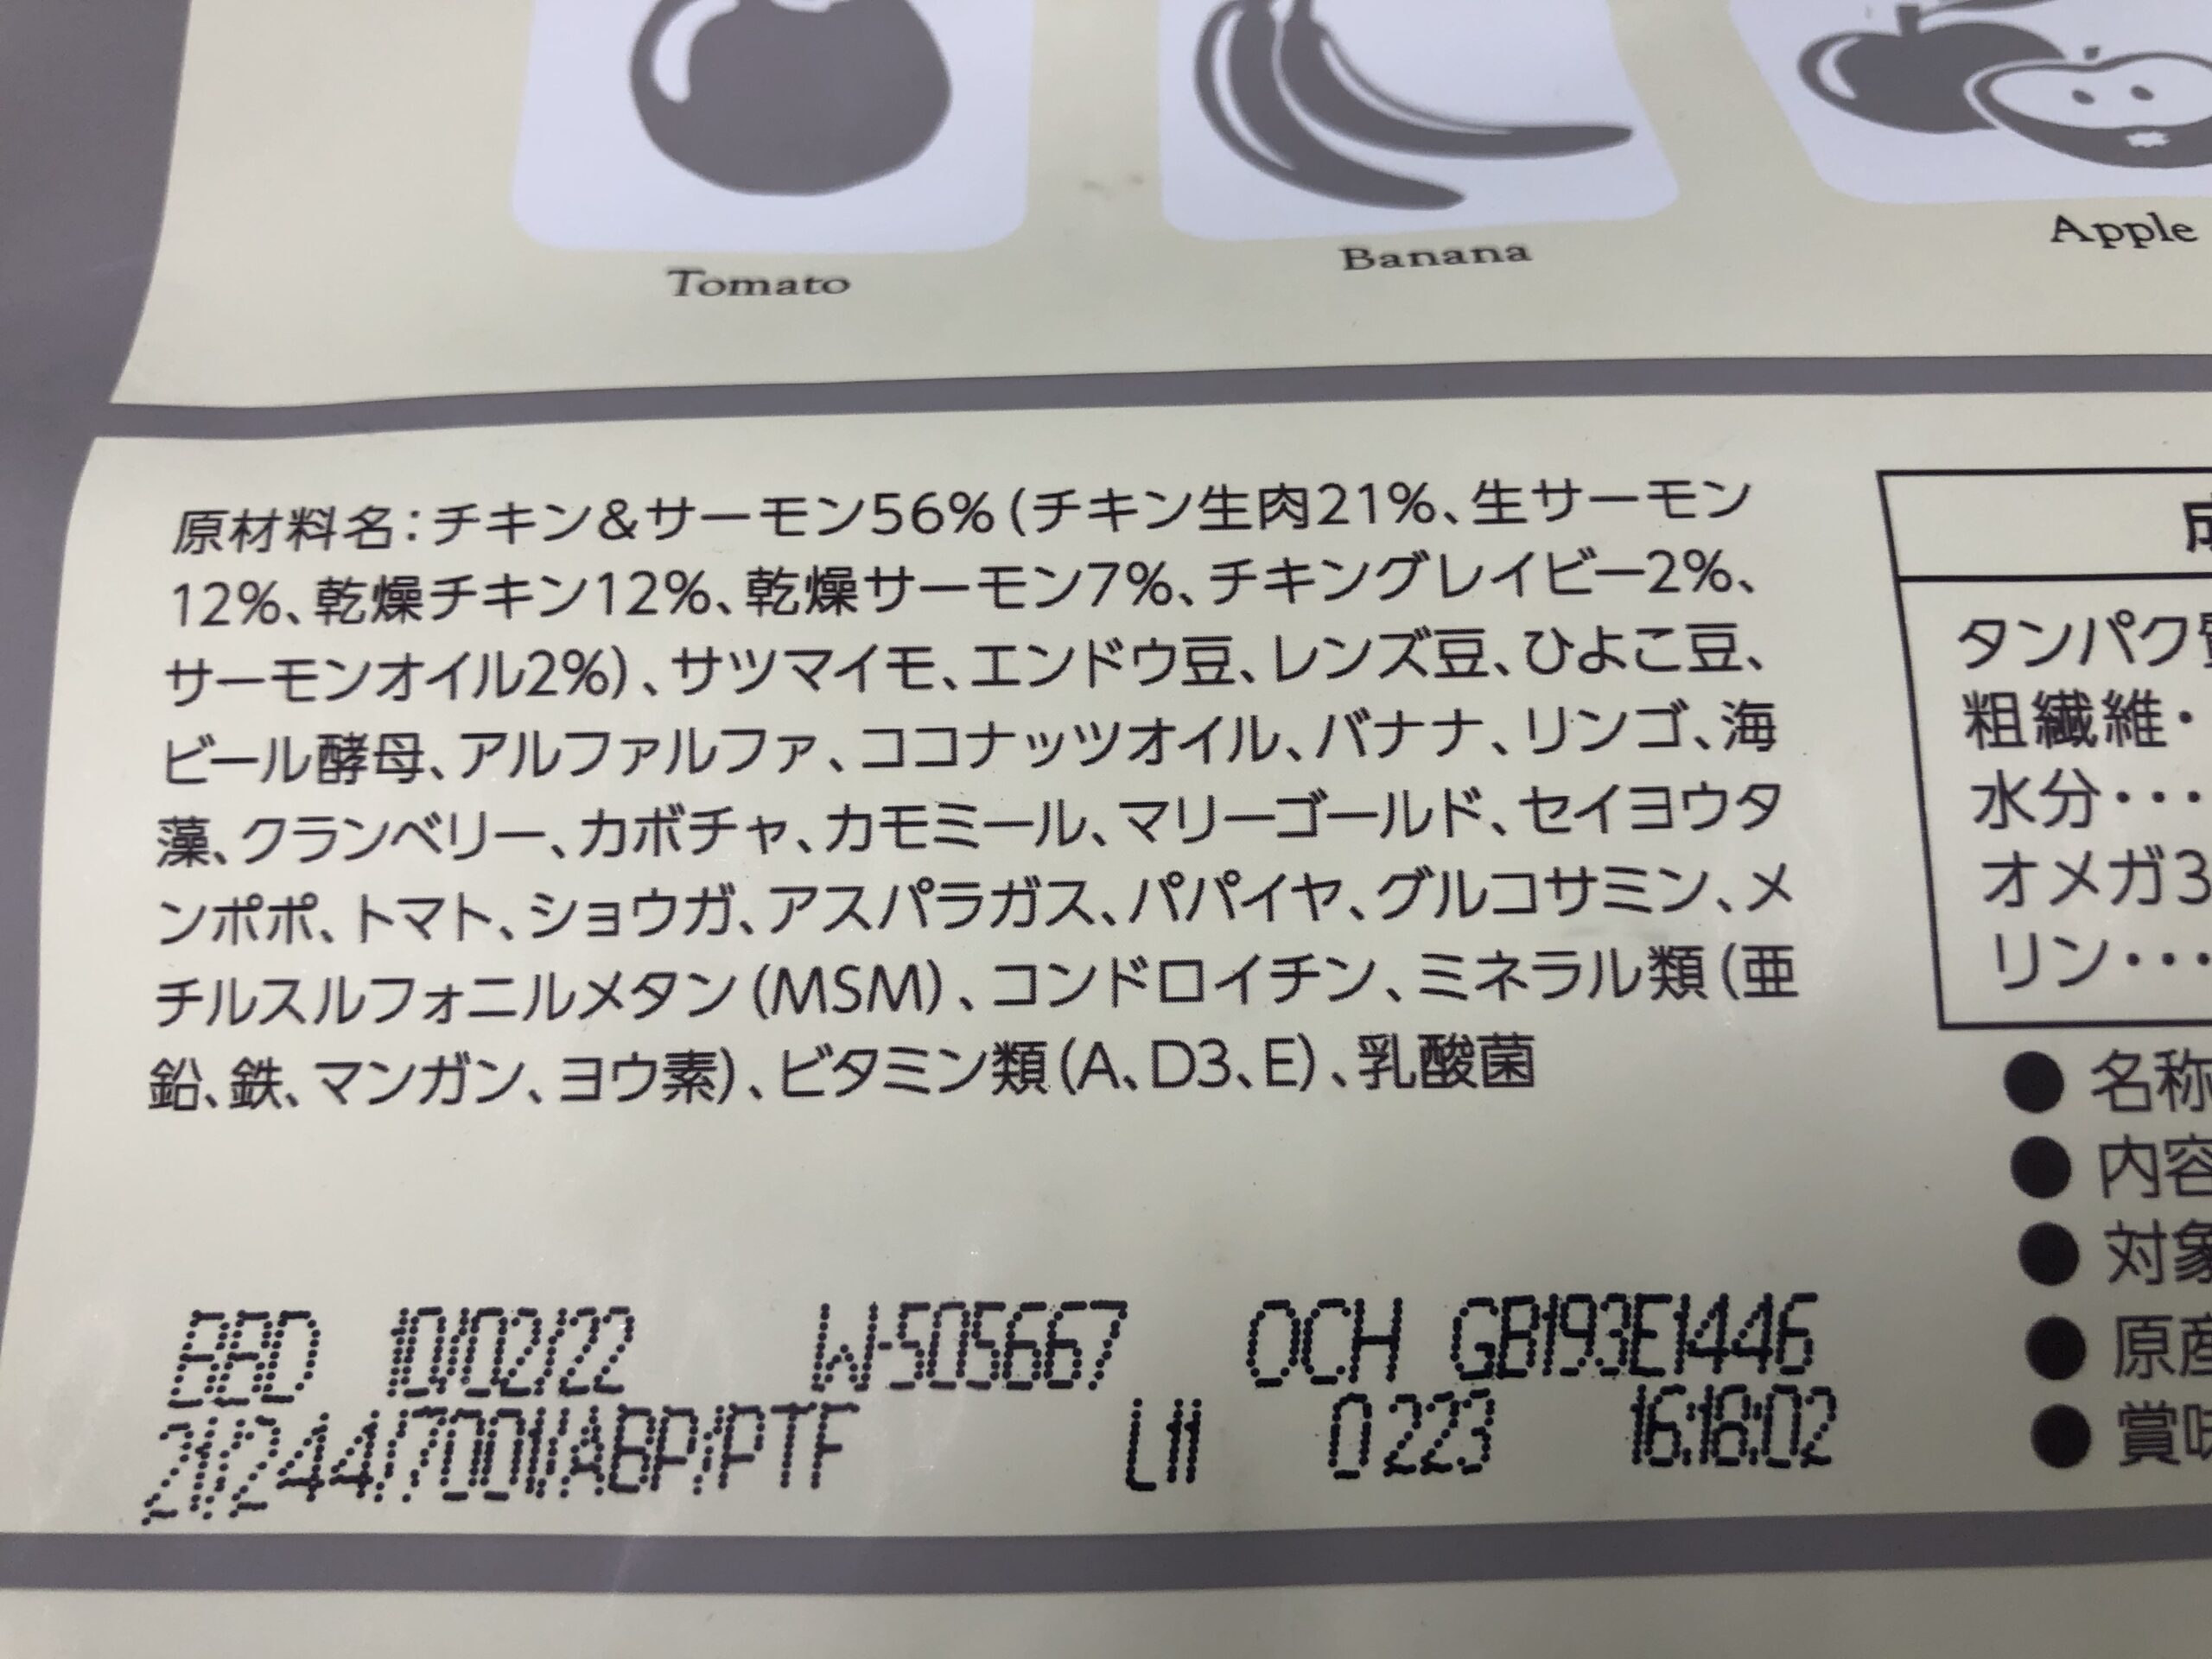 Tomato
Banana
Apple
原材料名:チキン&サーモン56%(チキン生肉21%、生サーモン
12%、乾燥チキン12%、乾燥サーモン7%、チキングレイビー2%、
サーモンオイル2%)、サツマイモ、エンドウ豆、レンズ豆、ひよこ豆、
ビール酵母、アルファルファ、ココナッツオイル、バナナ、リンゴ、海
藻、クランベリー、カボチャ、カモミール、マリーゴールド、セイヨウタ
ンポポ、トマト、ショウガ、アスパラガス、パパイヤ、グルコサミン、メ
チルスルフォニルメタン(MSM)、コンドロイチン、ミネラル類(亜
鉛、鉄、マンガン、ヨウ素)、ビタミン類(A、D3、E)、乳酸菌
BBD 10/02/22 W-505667 OCH GB193E1446
21/244/7001/ABP/PTF L11 0 223 16:18:02
成
タンパク質
粗繊維・
水分・・・
オメガ3
リン・・・
● 名称
● 内容
● 対象
● 原産
● 賞味